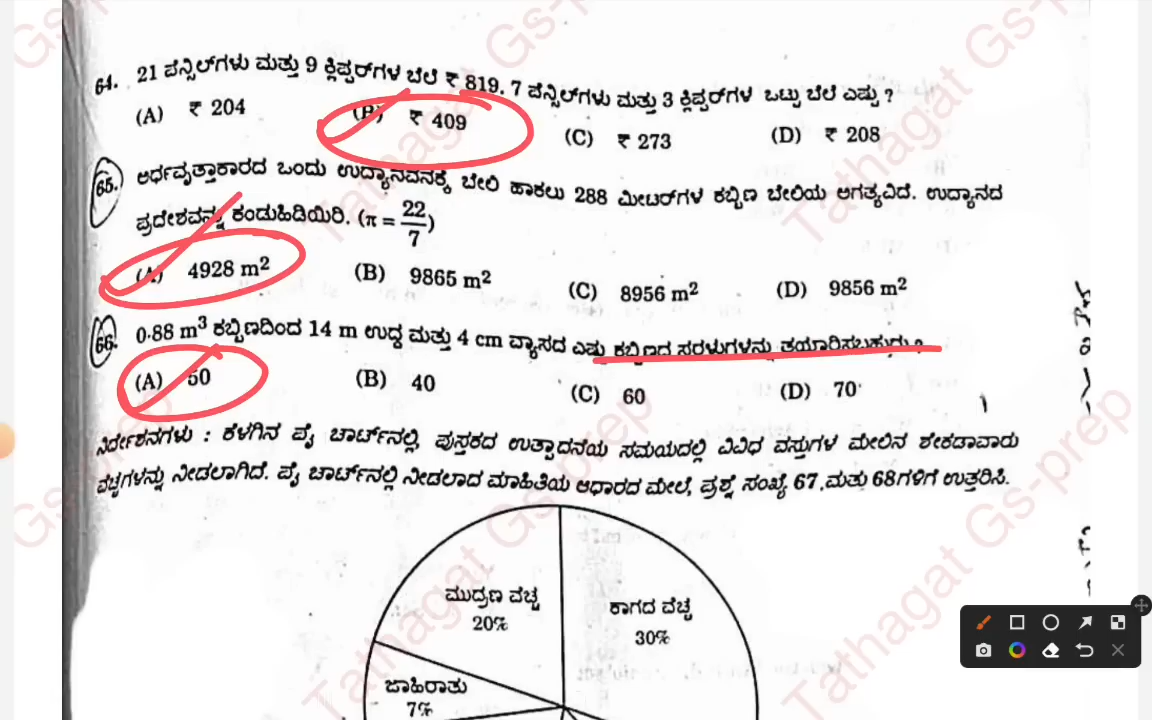 64. 21 ಪೆನ್ಸಿಲ್‌ಗಳು ಮತ್ತು 9 ಕ್ಲಿಪ್ಪರ್‌ಗಳ ಬೆಲೆ ₹ 819. 7 ಪೆನ್ಸಿಲ್‌ಗಳು ಮತ್ತು 3 ಕ್ಲಿಪ್ಪರ್‌ಗಳ ಒಟ್ಟು ಬೆಲೆ ಎಷ್ಟು ?
(A) ₹ 204 (B) ₹ 409 (C) ₹ 273 (D) ₹ 208
65. ಅರ್ಧವೃತ್ತಾಕಾರದ ಒಂದು ಉದ್ಯಾನವನಕ್ಕೆ ಬೇಲಿ ಹಾಕಲು 288 ಮೀಟರ್‌ಗಳ ಕಬ್ಬಿಣ ಬೇಲಿಯ ಅಗತ್ಯವಿದೆ. ಉದ್ಯಾನದ
ಪ್ರದೇಶವನ್ನು ಕಂಡುಹಿಡಿಯಿರಿ. (π = 22/7)
(A) 4928 m² (B) 9865 m² (C) 8956 m² (D) 9856 m²
66. 0·88 m³ ಕಬ್ಬಿಣದಿಂದ 14 m ಉದ್ದ ಮತ್ತು 4 cm ವ್ಯಾಸದ ಎಷ್ಟು ಕಬ್ಬಿಣದ ಸರಳುಗಳನ್ನು ತಯಾರಿಸಬಹುದು ?
(A) 50 (B) 40 (C) 60 (D) 70
ನಿರ್ದೇಶನಗಳು : ಕೆಳಗಿನ ಪೈ ಚಾರ್ಟ್‌ನಲ್ಲಿ, ಪುಸ್ತಕದ ಉತ್ಪಾದನೆಯ ಸಮಯದಲ್ಲಿ ವಿವಿಧ ವಸ್ತುಗಳ ಮೇಲಿನ ಶೇಕಡಾವಾರು
ವೆಚ್ಚಗಳನ್ನು ನೀಡಲಾಗಿದೆ. ಪೈ ಚಾರ್ಟ್‌ನಲ್ಲಿ ನೀಡಲಾದ ಮಾಹಿತಿಯ ಆಧಾರದ ಮೇಲೆ, ಪ್ರಶ್ನೆ ಸಂಖ್ಯೆ 67 ಮತ್ತು 68ಗಳಿಗೆ ಉತ್ತರಿಸಿ.
ಮುದ್ರಣ ವೆಚ್ಚ
20%
ಕಾಗದ ವೆಚ್ಚ
30%
ಜಾಹಿರಾತು
7%
Tathagat Gs-prep